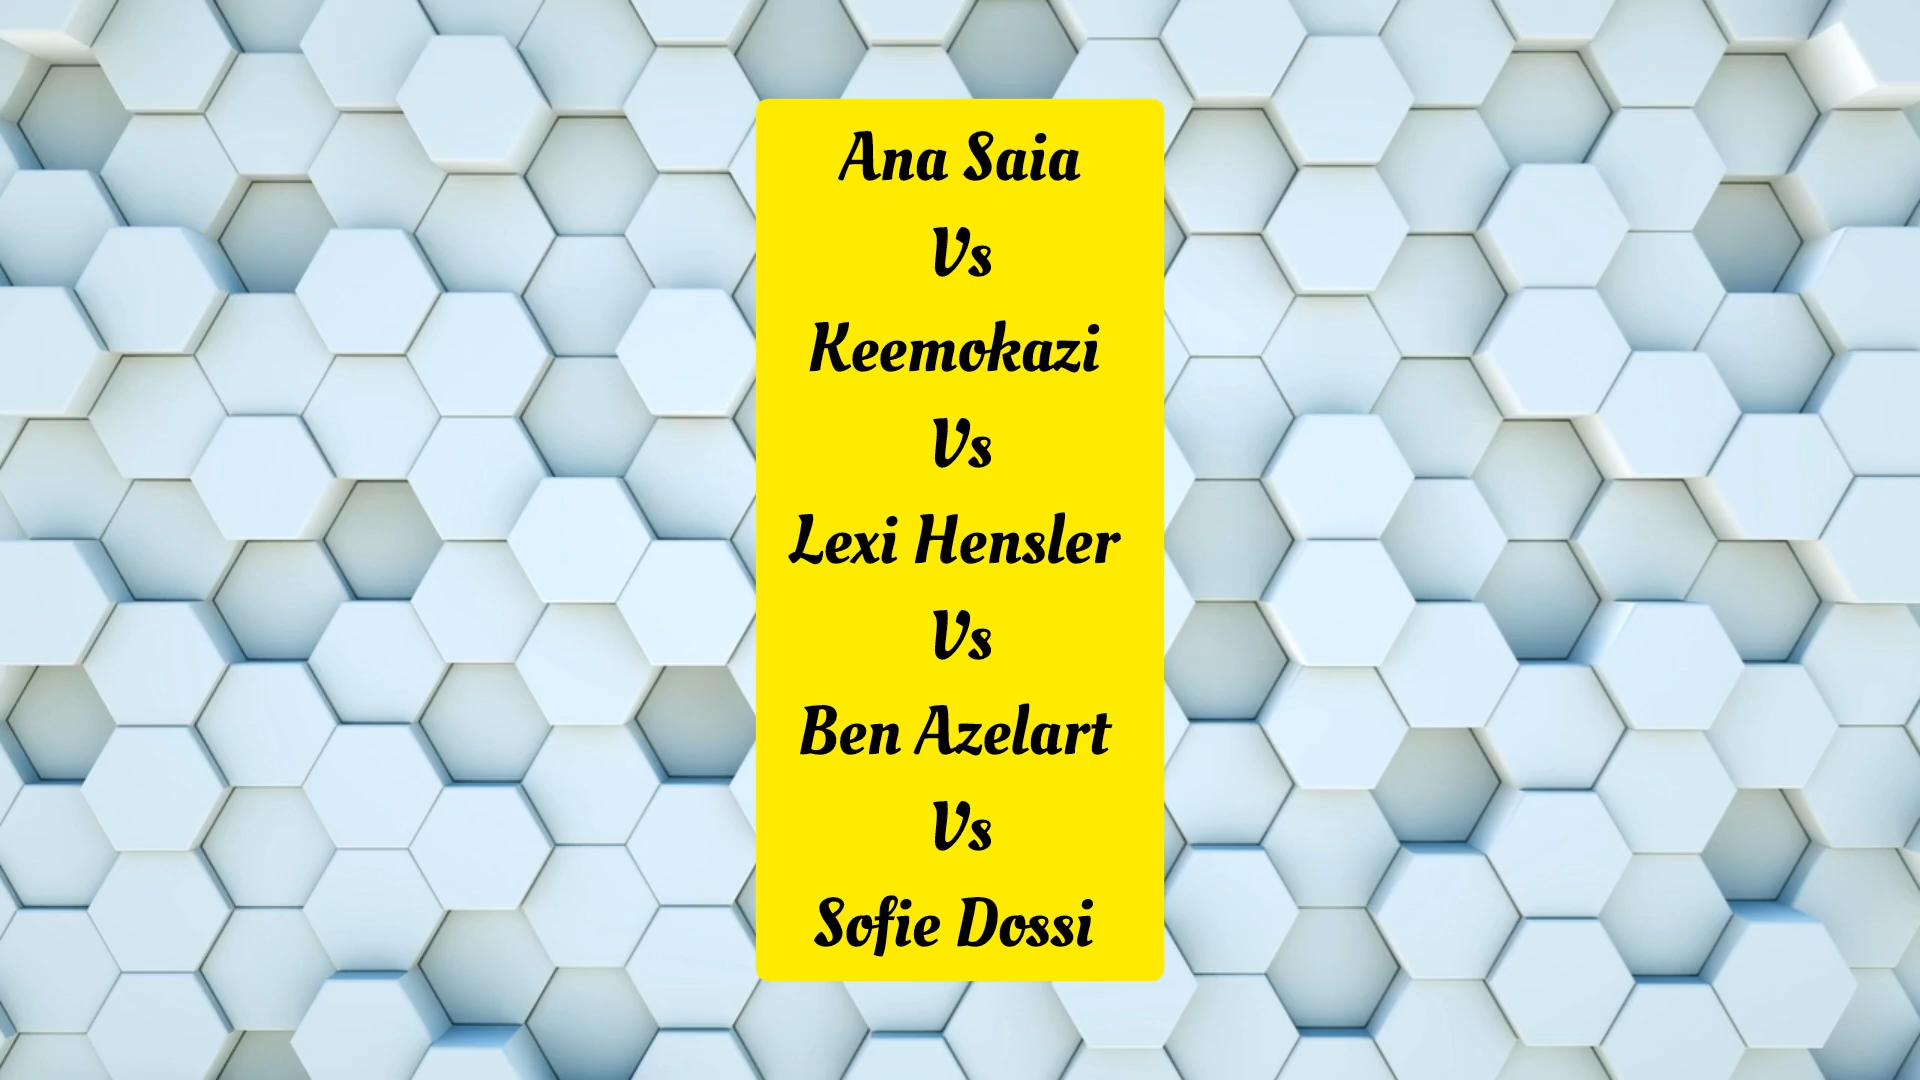 Ana Saia
Vs
Keemokazi
Vs
Lexi Hensler
Vs
Ben Azelart
Vs
Sofie Dossi